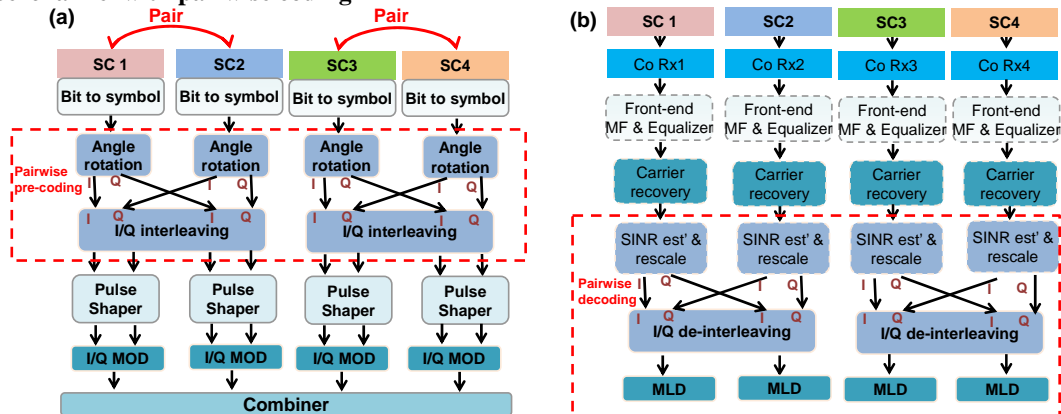 (a)
Pair
Pair
SC 1
SC2
SC3
SC4
Bit to symbol
Bit to symbol
Bit to symbol
Bit to symbol
Pairwise
pre-coding
Angle
rotation
Angle
rotation
Angle
rotation
Angle
rotation
I Q I Q I Q I Q
I Q I Q I Q I Q
I/Q interleaving
I/Q interleaving
Pulse
Shaper
Pulse
Shaper
Pulse
Shaper
Pulse
Shaper
I/Q MOD
I/Q MOD
I/Q MOD
I/Q MOD
Combiner
(b)
SC 1
SC2
SC3
SC4
Co Rx1
Co Rx2
Co Rx3
Co Rx4
Front-end
MF & Equalizer
Front-end
MF & Equalizer
Front-end
MF & Equalizer
Front-end
MF & Equalizer
Carrier
recovery
Carrier
recovery
Carrier
recovery
Carrier
recovery
Pairwise
decoding
SINR est' &
rescale
SINR est' &
rescale
SINR est' &
rescale
SINR est' &
rescale
I Q I Q I Q I Q
I Q I Q I Q I Q
I/Q de-interleaving
I/Q de-interleaving
MLD
MLD
MLD
MLD